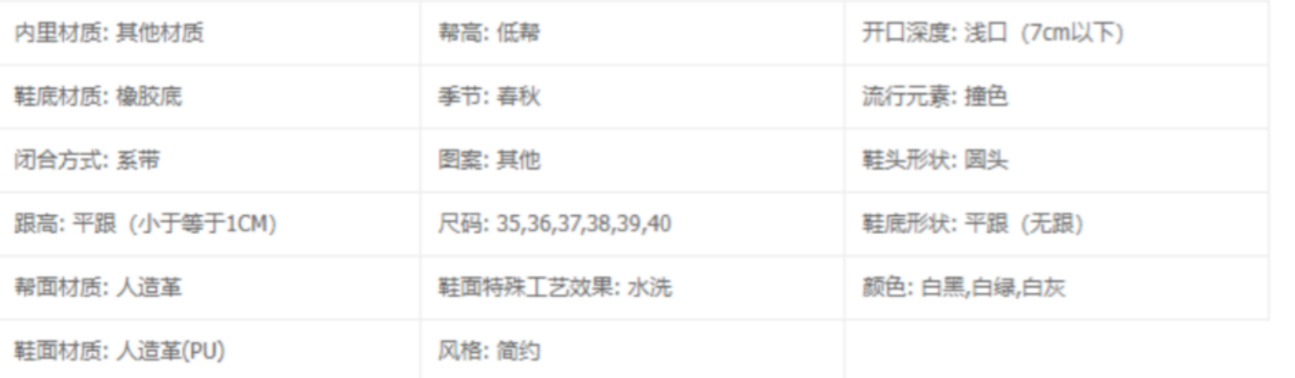 内里材质: 其他材质
帮高: 低帮
开口深度: 浅口（7cm以下）
鞋底材质: 橡胶底
季节: 春秋
流行元素: 撞色
闭合方式: 系带
图案: 其他
鞋头形状: 圆头
跟高: 平跟（小于等于1CM）
尺码: 35,36,37,38,39,40
鞋底形状: 平跟（无跟）
帮面材质: 人造革
鞋面特殊工艺效果: 水洗
颜色: 白黑,白绿,白灰
鞋面材质: 人造革(PU)
风格: 简约